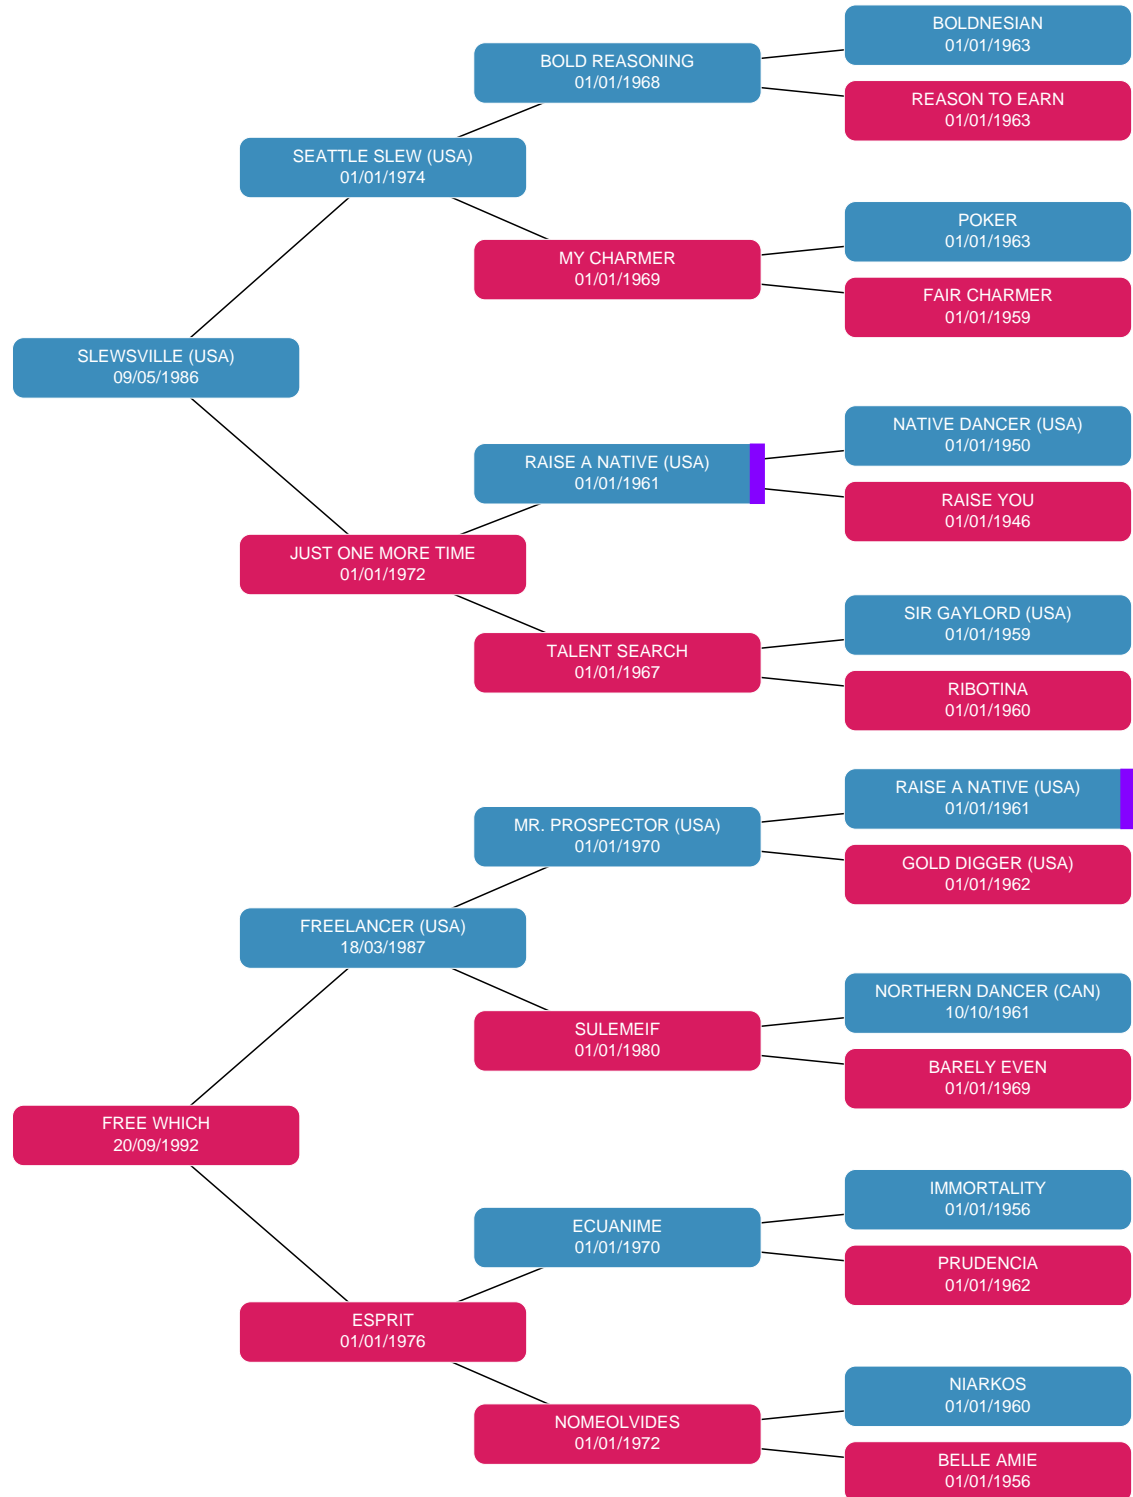 BOLDNESIAN
01/01/1963
BOLD REASONING
01/01/1968
REASON TO EARN
01/01/1963
SEATTLE SLEW (USA)
01/01/1974
POKER
01/01/1963
MY CHARMER
01/01/1969
FAIR CHARMER
01/01/1959
SLEWSVILLE (USA)
09/05/1986
NATIVE DANCER (USA)
01/01/1950
RAISE A NATIVE (USA)
01/01/1961
RAISE YOU
01/01/1946
JUST ONE MORE TIME
01/01/1972
SIR GAYLORD (USA)
01/01/1959
TALENT SEARCH
01/01/1967
RIBOTINA
01/01/1960
RAISE A NATIVE (USA)
01/01/1961
MR. PROSPECTOR (USA)
01/01/1970
GOLD DIGGER (USA)
01/01/1962
FREELANCER (USA)
18/03/1987
NORTHERN DANCER (CAN)
10/10/1961
SULEMEIF
01/01/1980
BARELY EVEN
01/01/1969
FREE WHICH
20/09/1992
IMMORTALITY
01/01/1956
ECUANIME
01/01/1970
PRUDENCIA
01/01/1962
ESPRIT
01/01/1976
NIARKOS
01/01/1960
NOMEOLVIDES
01/01/1972
BELLE AMIE
01/01/1956